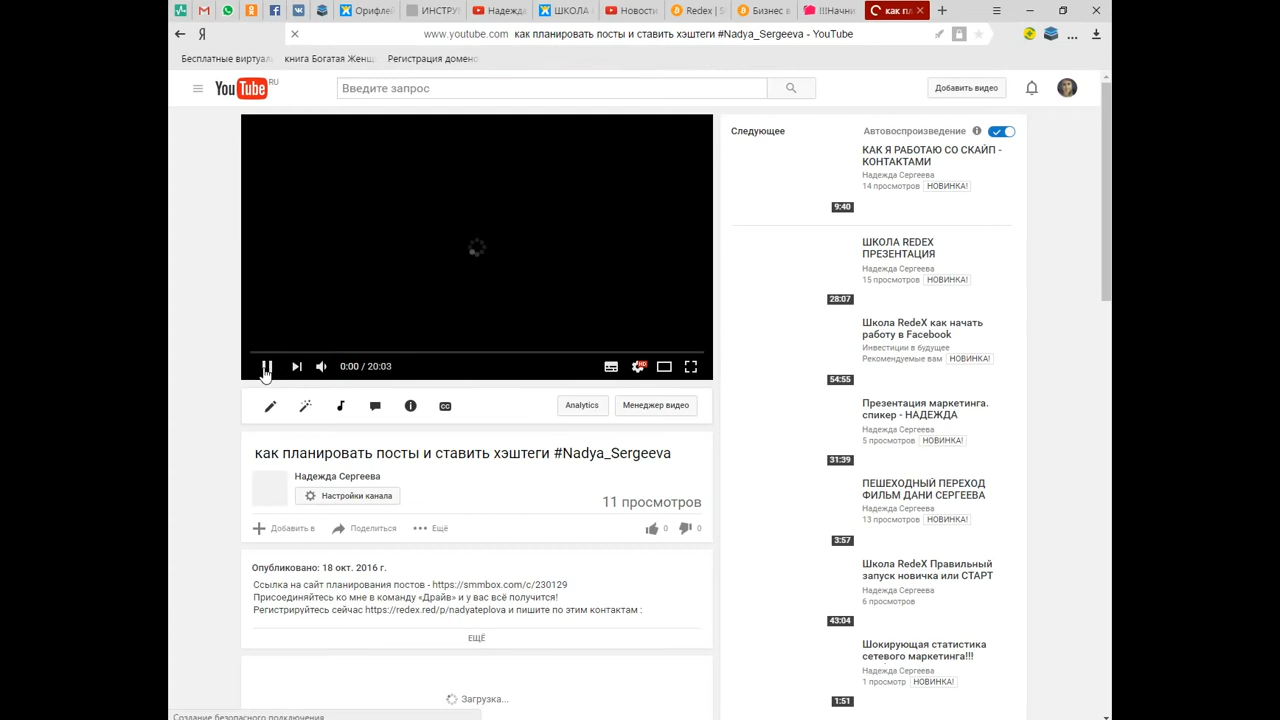 Орифлей
ИНСТРУ
Надежда
ШКОЛА
Новости
Redex | S
Бизнес в
!!!Начни
как пл
www.youtube.com как планировать посты и ставить хэштеги #Nadya_Sergeeva - YouTube
Бесплатные виртуал
книга Богатая Женщ
Регистрация домено
YouTube RU
Введите запрос
Добавить видео
Следующее
Автовоспроизведение
КАК Я РАБОТАЮ СО СКАЙП -
КОНТАКТАМИ
Надежда Сергеева
14 просмотров НОВИНКА!
9:40
ШКОЛА REDEX
ПРЕЗЕНТАЦИЯ
Надежда Сергеева
15 просмотров НОВИНКА!
28:07
Школа RedeX как начать
работу в Facebook
Инвестиции в будущее
Рекомендуемые вам НОВИНКА!
54:55
Презентация маркетинга.
спикер - НАДЕЖДА
Надежда Сергеева
5 просмотров НОВИНКА!
31:39
ПЕШЕХОДНЫЙ ПЕРЕХОД
ФИЛЬМ ДАНИ СЕРГЕЕВА
Надежда Сергеева
13 просмотров НОВИНКА!
3:57
Школа RedeX Правильный
запуск новичка или СТАРТ
Надежда Сергеева
6 просмотров
43:04
Шокирующая статистика
сетевого маркетинга!!!
Надежда Сергеева
1 просмотр НОВИНКА!
1:51
0:00 / 20:03
HD
Analytics
Менеджер видео
как планировать посты и ставить хэштеги #Nadya_Sergeeva
Надежда Сергеева
Настройки канала
11 просмотров
Добавить в
Поделиться
Ещё
0
0
Опубликовано: 18 окт. 2016 г.
Ссылка на сайт планирования постов - https://smmbox.com/c/230129
Присоединяйтесь ко мне в команду «Драйв» и у вас всё получится!
Регистрируйтесь сейчас https://redex.red/p/nadyateplova и пишите по этим контактам :
ЕЩЁ
Загрузка...
Создание безопасного подключения